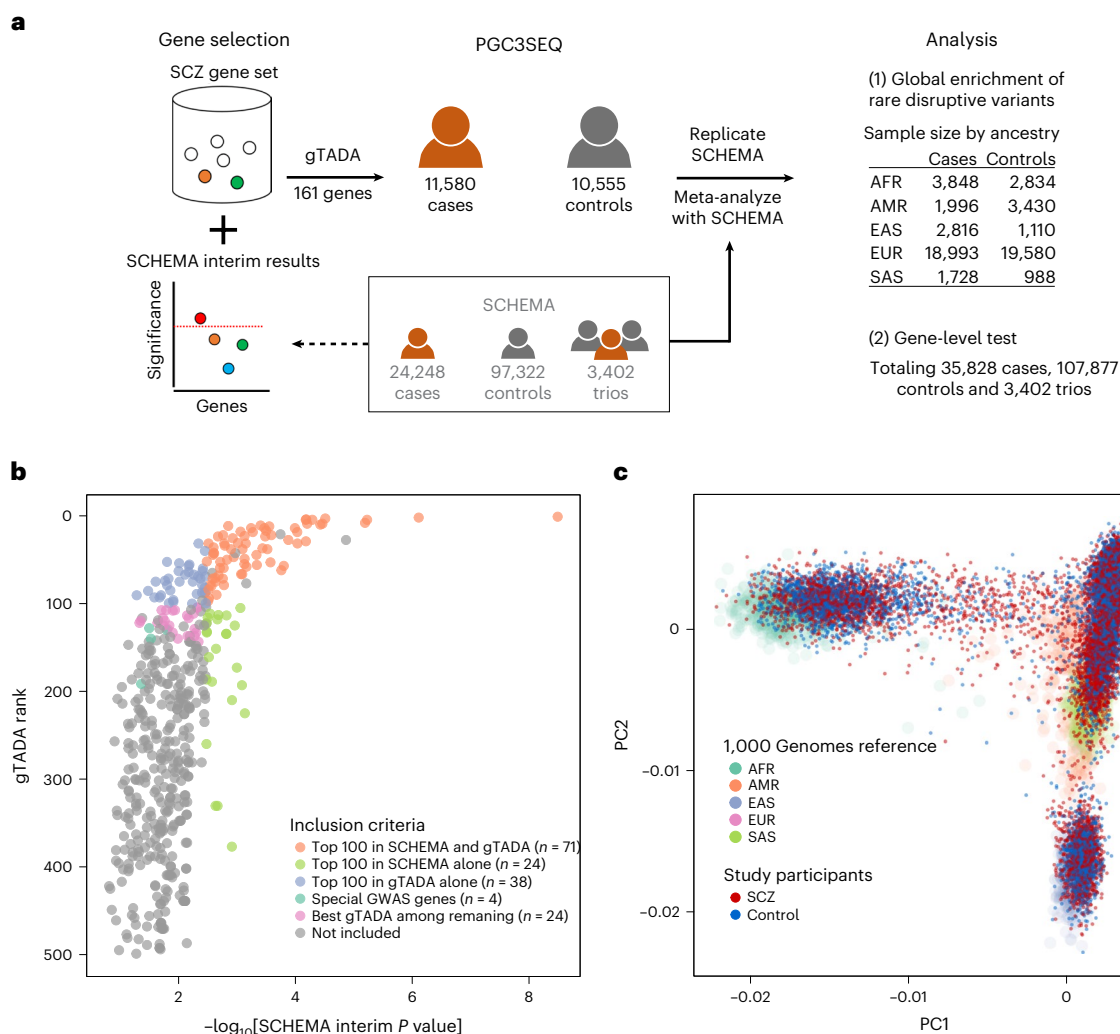 a
Gene selection
SCZ gene set
gTADA
161 genes
SCHEMA interim results
Significance
Genes
PGC3SEQ
11,580
cases
10,555
controls
Replicate
SCHEMA
Meta-analyze
with SCHEMA
SCHEMA
24,248
cases
97,322
controls
3,402
trios
Analysis
(1) Global enrichment of
rare disruptive variants
Sample size by ancestry
Cases Controls
AFR 3,848 2,834
AMR 1,996 3,430
EAS 2,816 1,110
EUR 18,993 19,580
SAS 1,728 988
(2) Gene-level test
Totaling 35,828 cases, 107,877
controls and 3,402 trios
b
gTADA rank
0
100
200
300
400
500
Inclusion criteria
Top 100 in SCHEMA and gTADA (n = 71)
Top 100 in SCHEMA alone (n = 24)
Top 100 in gTADA alone (n = 38)
Special GWAS genes (n = 4)
Best gTADA among remaning (n = 24)
Not included
2 4 6 8
–log10[SCHEMA interim P value]
c
PC2
0
−0.01
−0.02
1,000 Genomes reference
AFR
AMR
EAS
EUR
SAS
Study participants
SCZ
Control
−0.02 −0.01 0
PC1